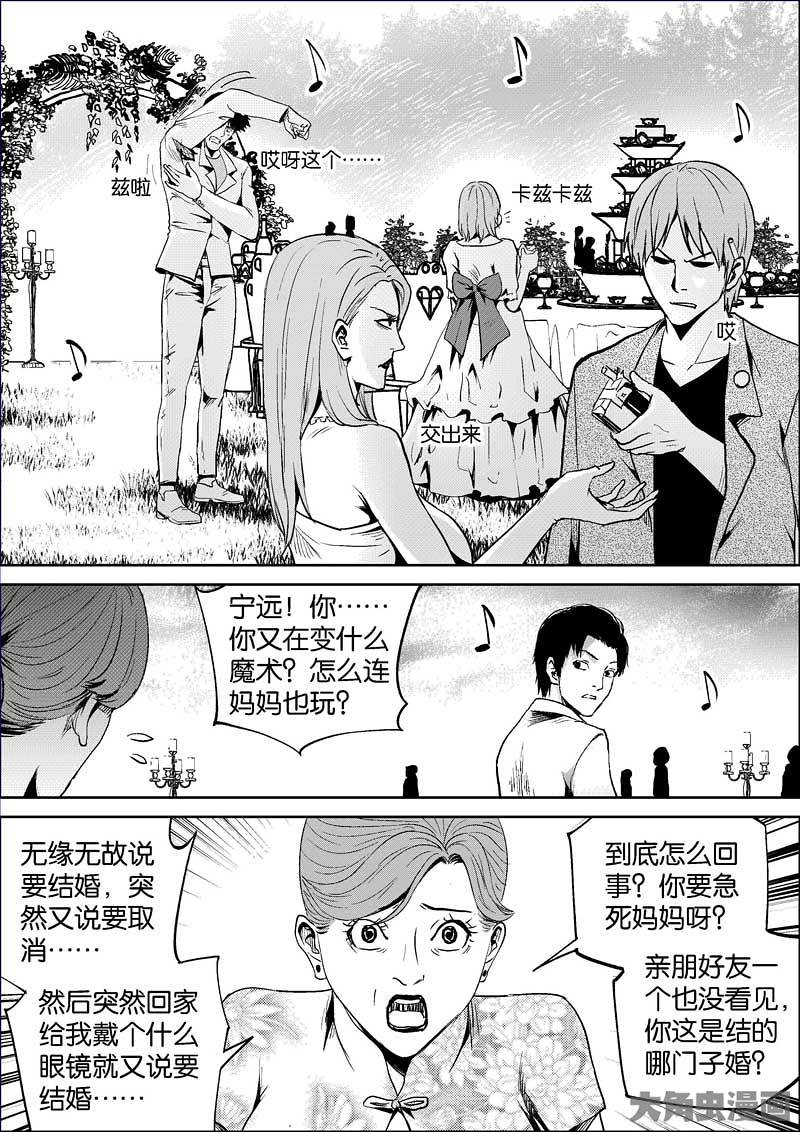 兹啦
哎呀这个……
卡兹卡兹
哎
交出来
宁远！你……
你又在变什么
魔术？怎么连
妈妈也玩？
无缘无故说
要结婚，突
然又说要取
消……
然后突然回家
给我戴个什么
眼镜就又说要
结婚……
到底怎么回
事？你要急
死妈妈呀？
亲朋好友一
个也没看见，
你这是结的
哪门子婚？
大角虫漫画